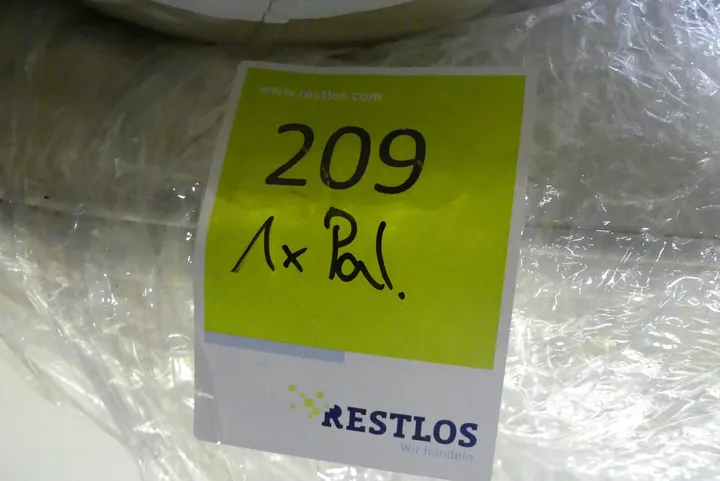 www.restlos.com
209
1x Pal.
RESTLOS
Wir handeln.